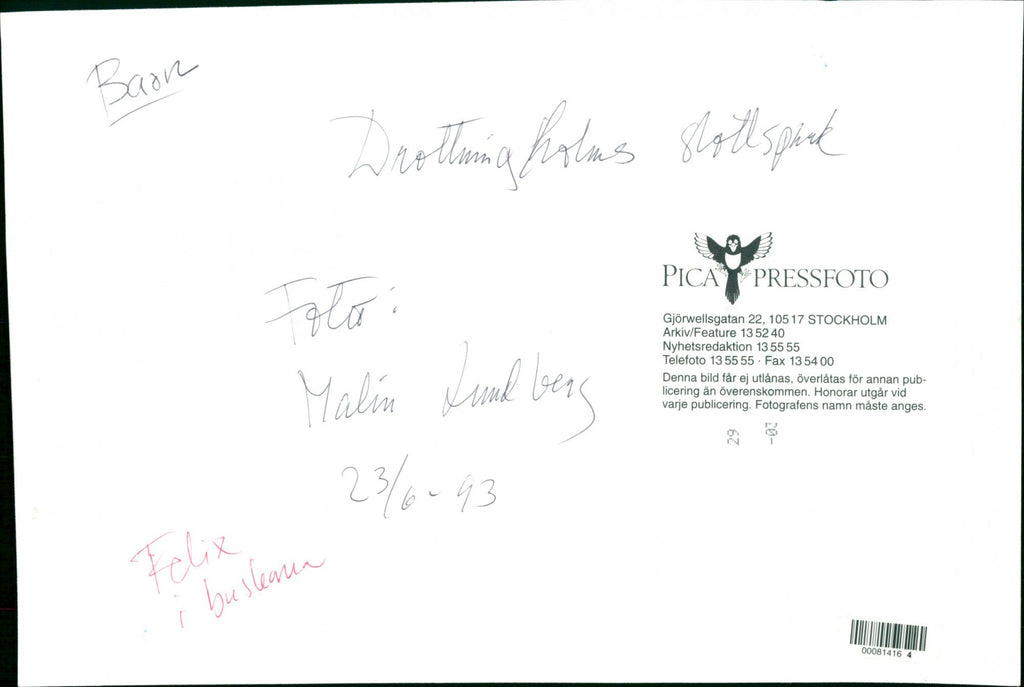 Barn
Drottningholms slottspark
PICA PRESSFOTO
Gjörwellsgatan 22, 105 17 STOCKHOLM
Arkiv/Feature 13 52 40
Nyhetsredaktion 13 55 55
Telefoto 13 55 55 · Fax 13 54 00
Denna bild får ej utlånas, överlåtas för annan pub-
licering än överenskommen. Honorar utgår vid
varje publicering. Fotografens namn måste anges.
29 -03
Foto:
Malin Lundberg
23/6-93
Felix
i buskarna
00081416 4